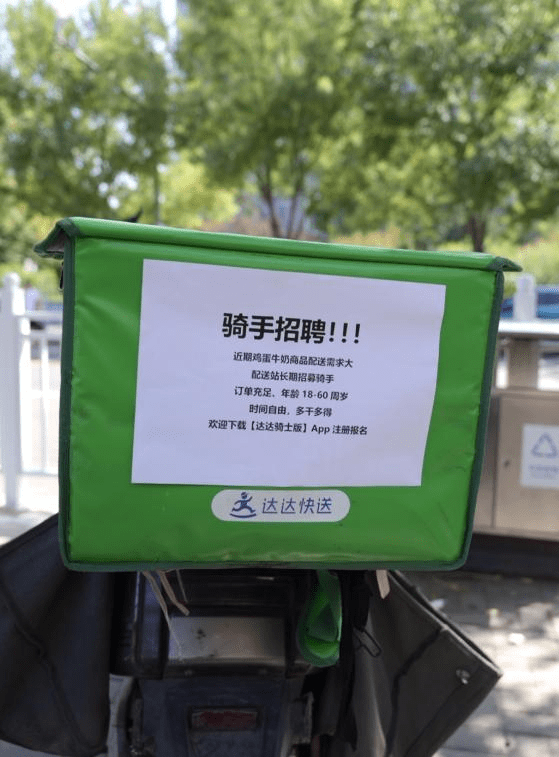 骑手招聘!!!
近期鸡蛋牛奶商品配送需求大
配送站长期招募骑手
订单充足、年龄 18-60 周岁
时间自由，多干多得
欢迎下载【达达骑士版】App 注册报名
达达快送